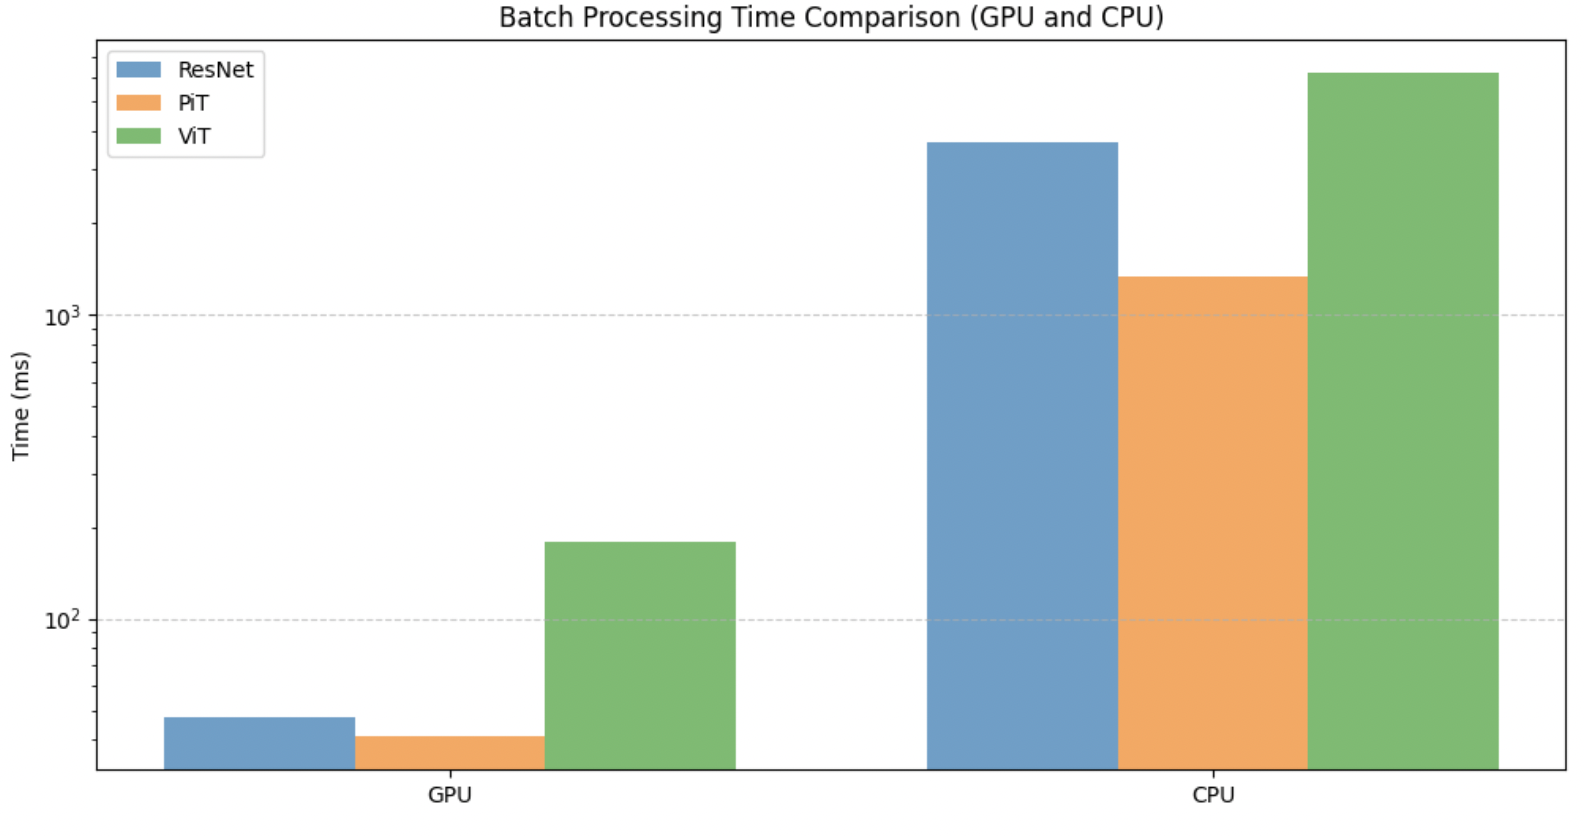 Batch Processing Time Comparison (GPU and CPU)
ResNet
PiT
ViT
Time (ms)
10³
10²
GPU
CPU